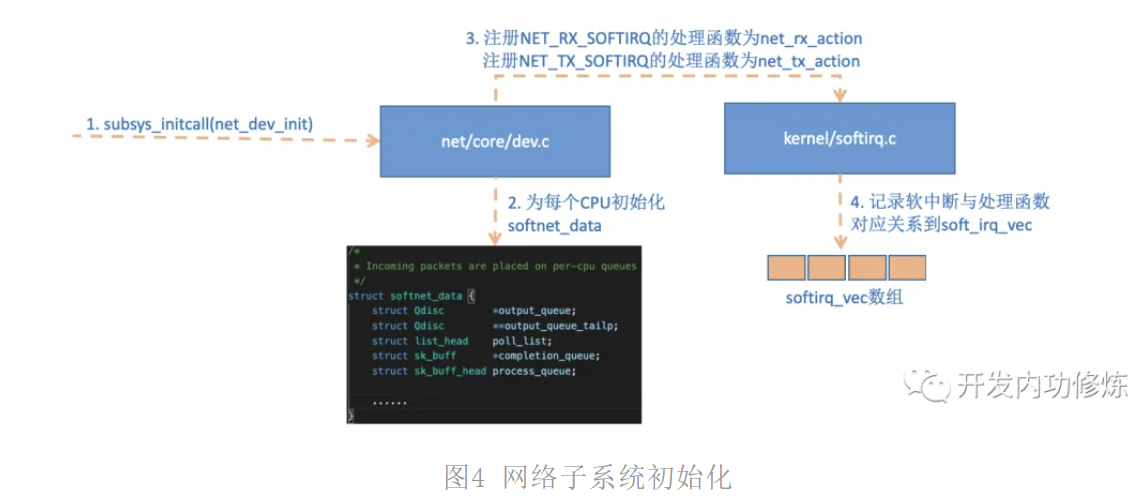 3. 注册NET_RX_SOFTIRQ的处理函数为net_rx_action
注册NET_TX_SOFTIRQ的处理函数为net_tx_action
1. subsys_initcall(net_dev_init)
net/core/dev.c
kernel/softirq.c
2. 为每个CPU初始化
softnet_data
4. 记录软中断与处理函数
对应关系到soft_irq_vec
/*
* Incoming packets are placed on per-cpu queues
*/
struct softnet_data {
struct Qdisc *output_queue;
struct Qdisc **output_queue_tailp;
struct list_head poll_list;
struct sk_buff *completion_queue;
struct sk_buff_head process_queue;
......
}
softirq_vec数组
开发内功修炼
图4 网络子系统初始化